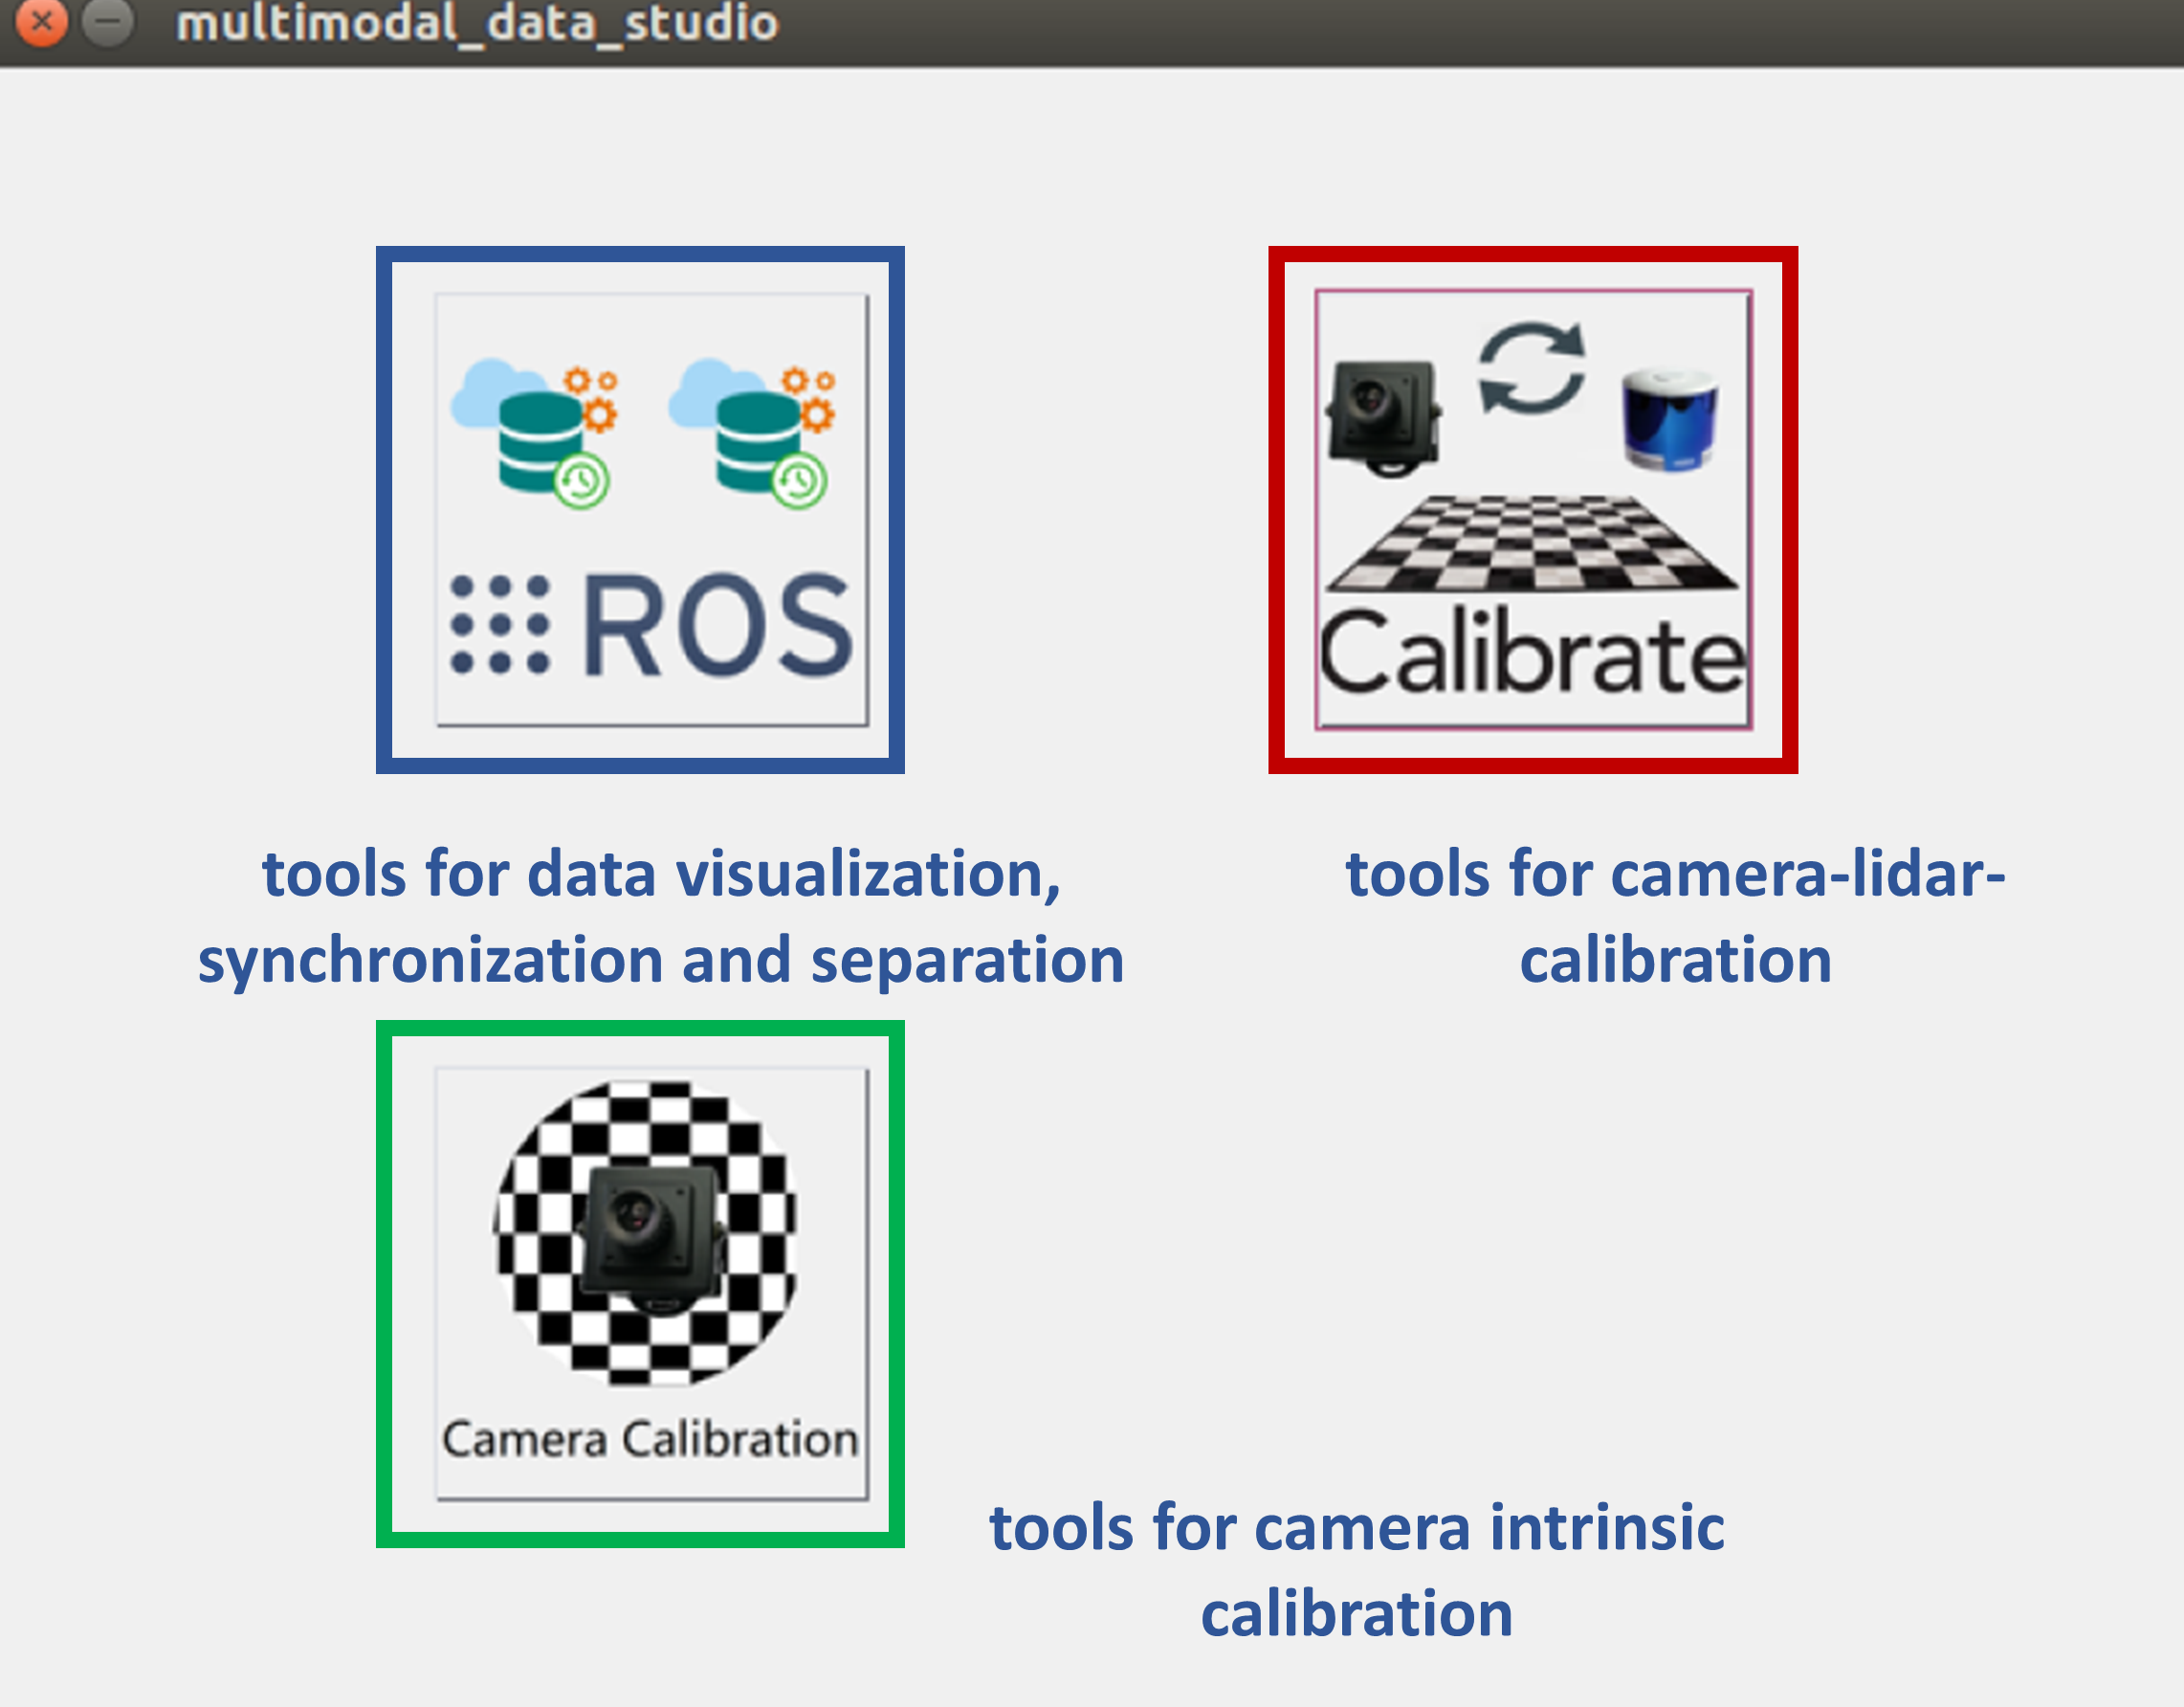 multimodal_data_studio
ROS
Calibrate
tools for data visualization,
synchronization and separation
tools for camera-lidar-
calibration
Camera Calibration
tools for camera intrinsic
calibration